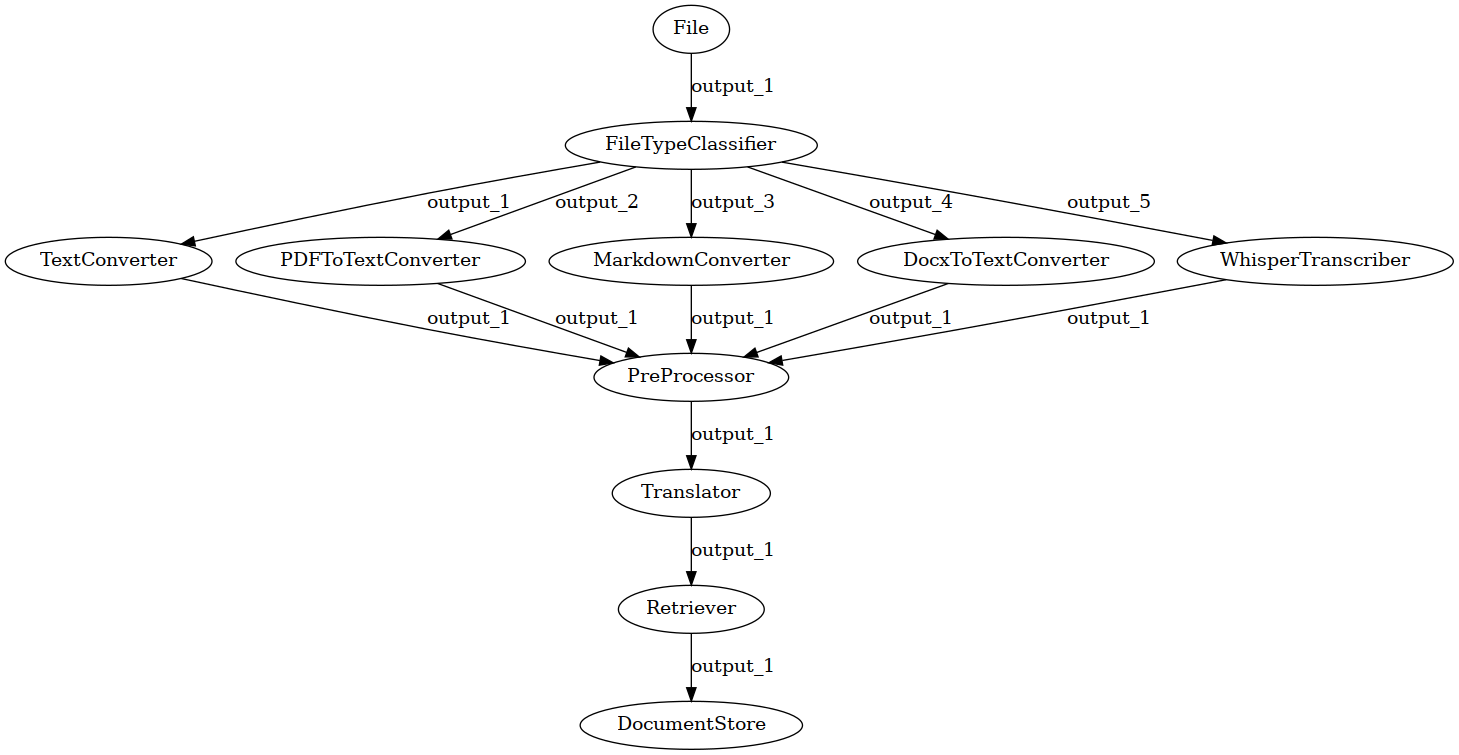 File
output_1
FileTypeClassifier
output_1 output_2 output_3 output_4 output_5
TextConverter PDFToTextConverter MarkdownConverter DocxToTextConverter WhisperTranscriber
output_1 output_1 output_1 output_1 output_1
PreProcessor
output_1
Translator
output_1
Retriever
output_1
DocumentStore